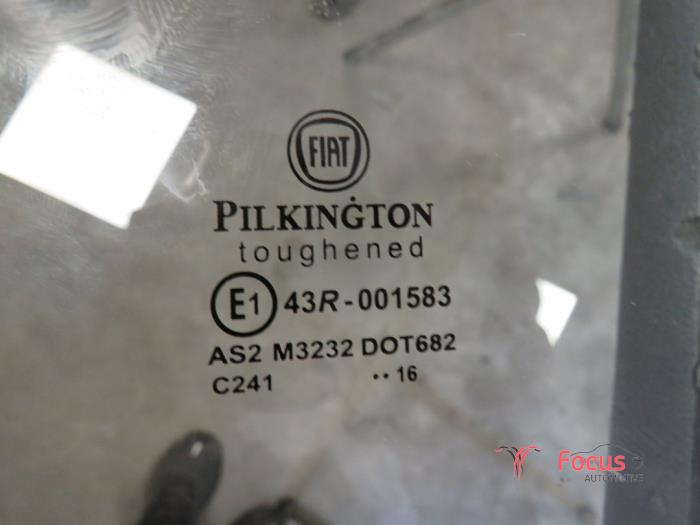 FIAT
PILKINGTON
toughened
E1 43R-001583
AS2 M3232 DOT682
C241 ··16
Focus
AUTOMOTIVE